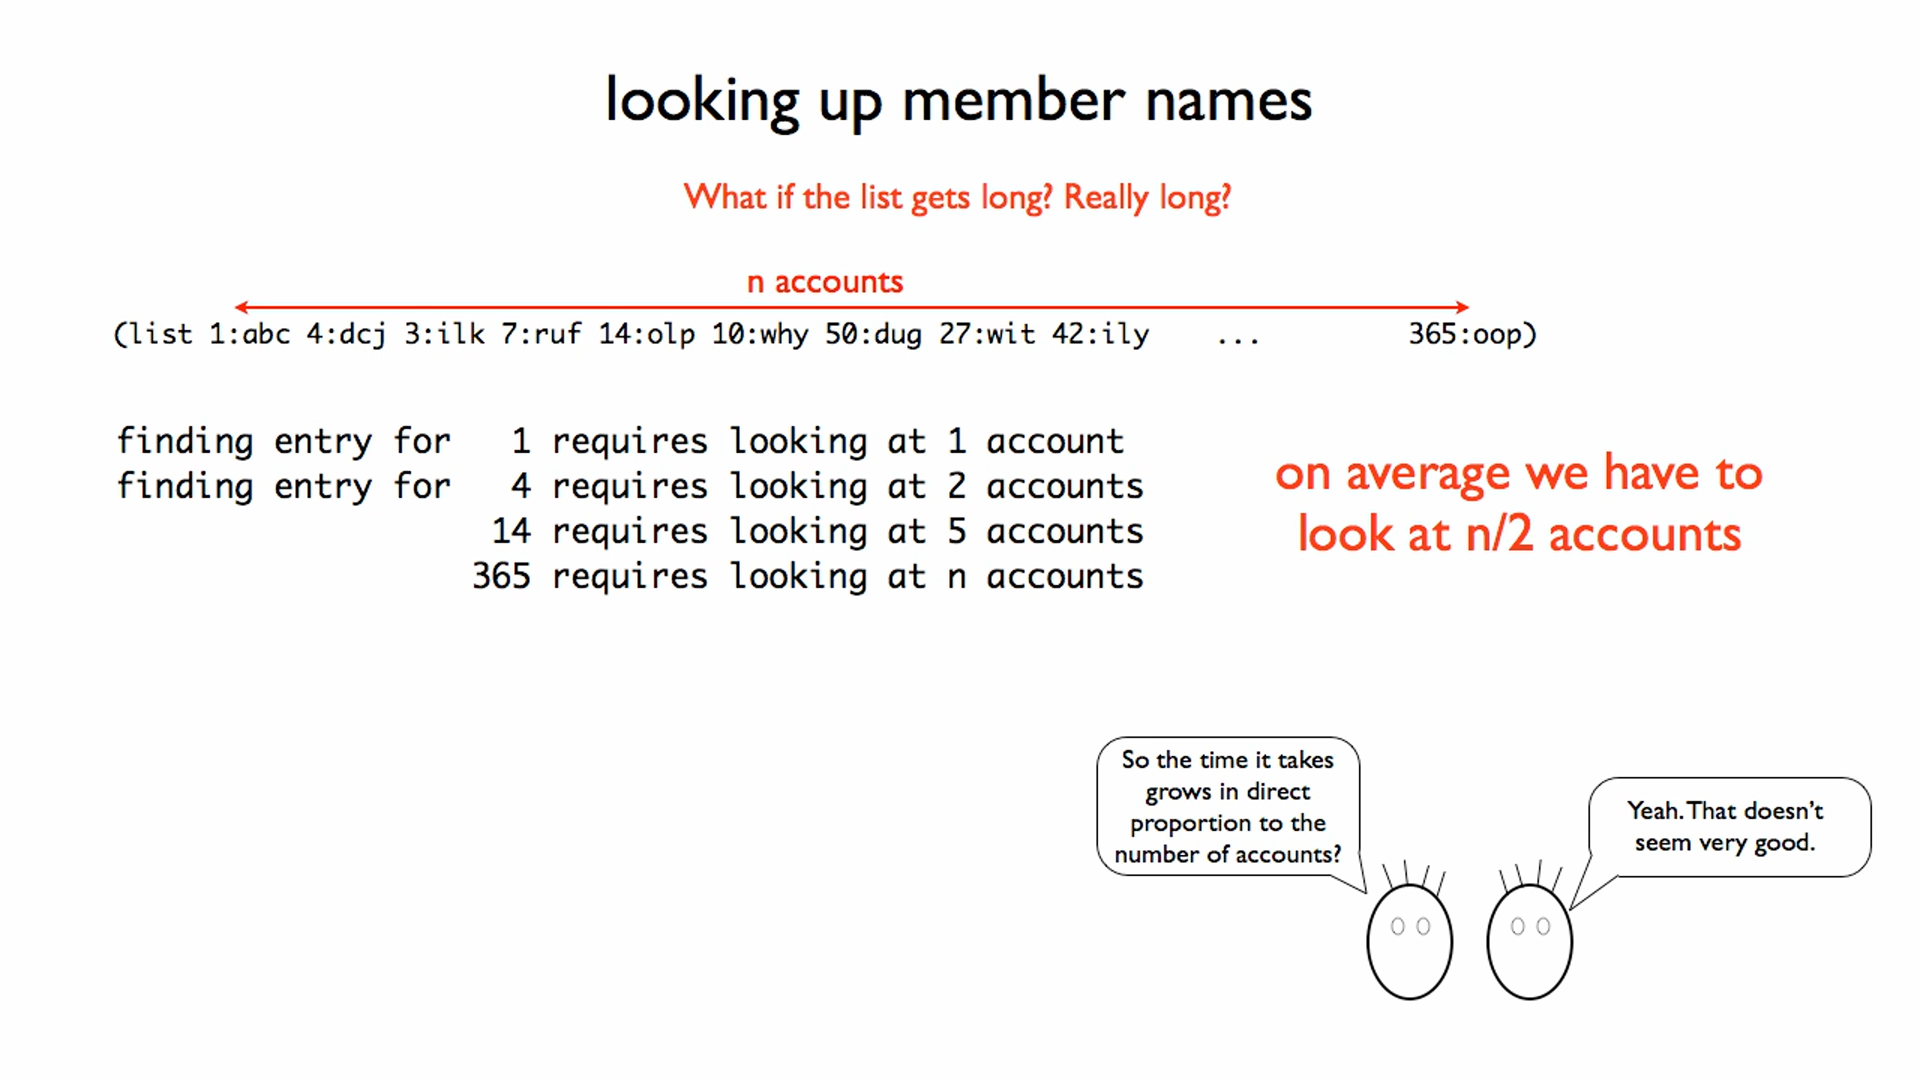 looking up member names
What if the list gets long? Really long?
n accounts
(list 1:abc 4:dcj 3:ilk 7:ruf 14:olp 10:why 50:dug 27:wit 42:ily ... 365:oop)
finding entry for 1 requires looking at 1 account
finding entry for 4 requires looking at 2 accounts
14 requires looking at 5 accounts
365 requires looking at n accounts
on average we have to
look at n/2 accounts
So the time it takes
grows in direct
proportion to the
number of accounts?
Yeah. That doesn't
seem very good.